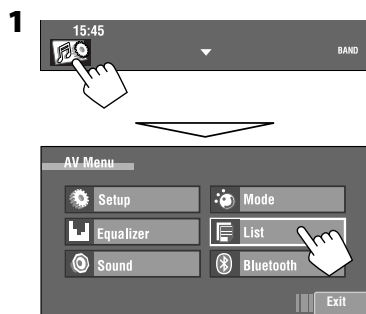 1
15:45
BAND
AV Menu
Setup
Mode
Equalizer
List
Sound
Bluetooth
Exit